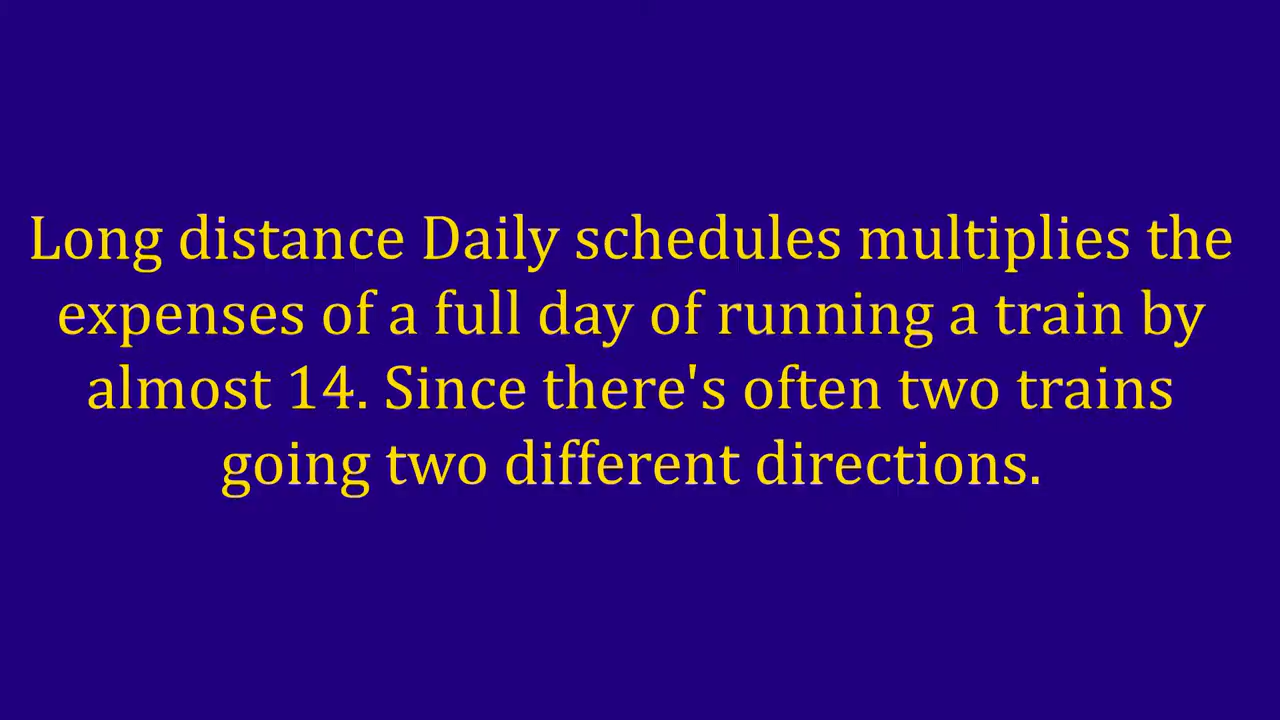 Long distance Daily schedules multiplies the
expenses of a full day of running a train by
almost 14. Since there's often two trains
going two different directions.